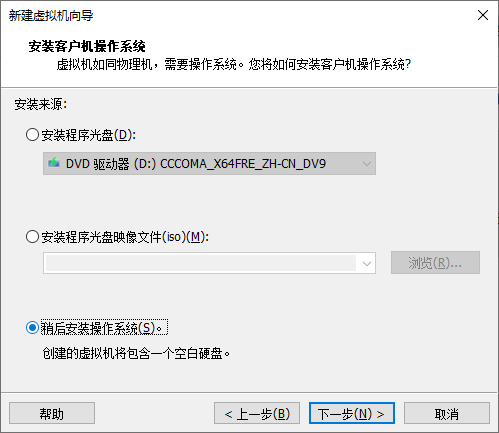 新建虚拟机向导
安装客户机操作系统
虚拟机如同物理机，需要操作系统。您将如何安装客户机操作系统?
安装来源:
安装程序光盘(D):
DVD 驱动器 (D:) CCCOMA_X64FRE_ZH-CN_DV9
安装程序光盘映像文件(iso)(M):
浏览(R)...
稍后安装操作系统(S)。
创建的虚拟机将包含一个空白硬盘。
帮助
< 上一步(B)
下一步(N) >
取消